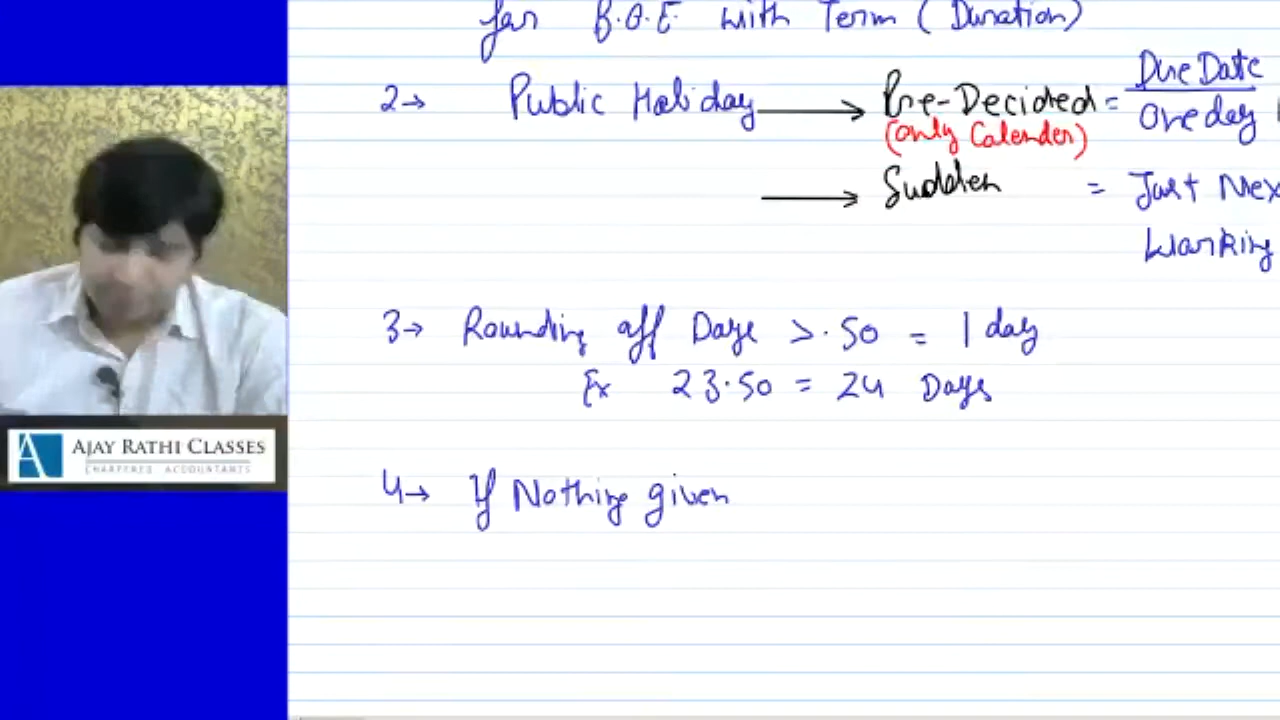 for B.O.E with Term (Duration)
2→ Public Holiday → Pre-Decided = Due Date
(only Calender) One day
→ Sudden = Just Nex
Working
3→ Rounding off Days >.50 = 1 day
Ex 23.50 = 24 Days
4→ If Nothing given
AJAY RATHI CLASSES
CHARTERED ACCOUNTANTS